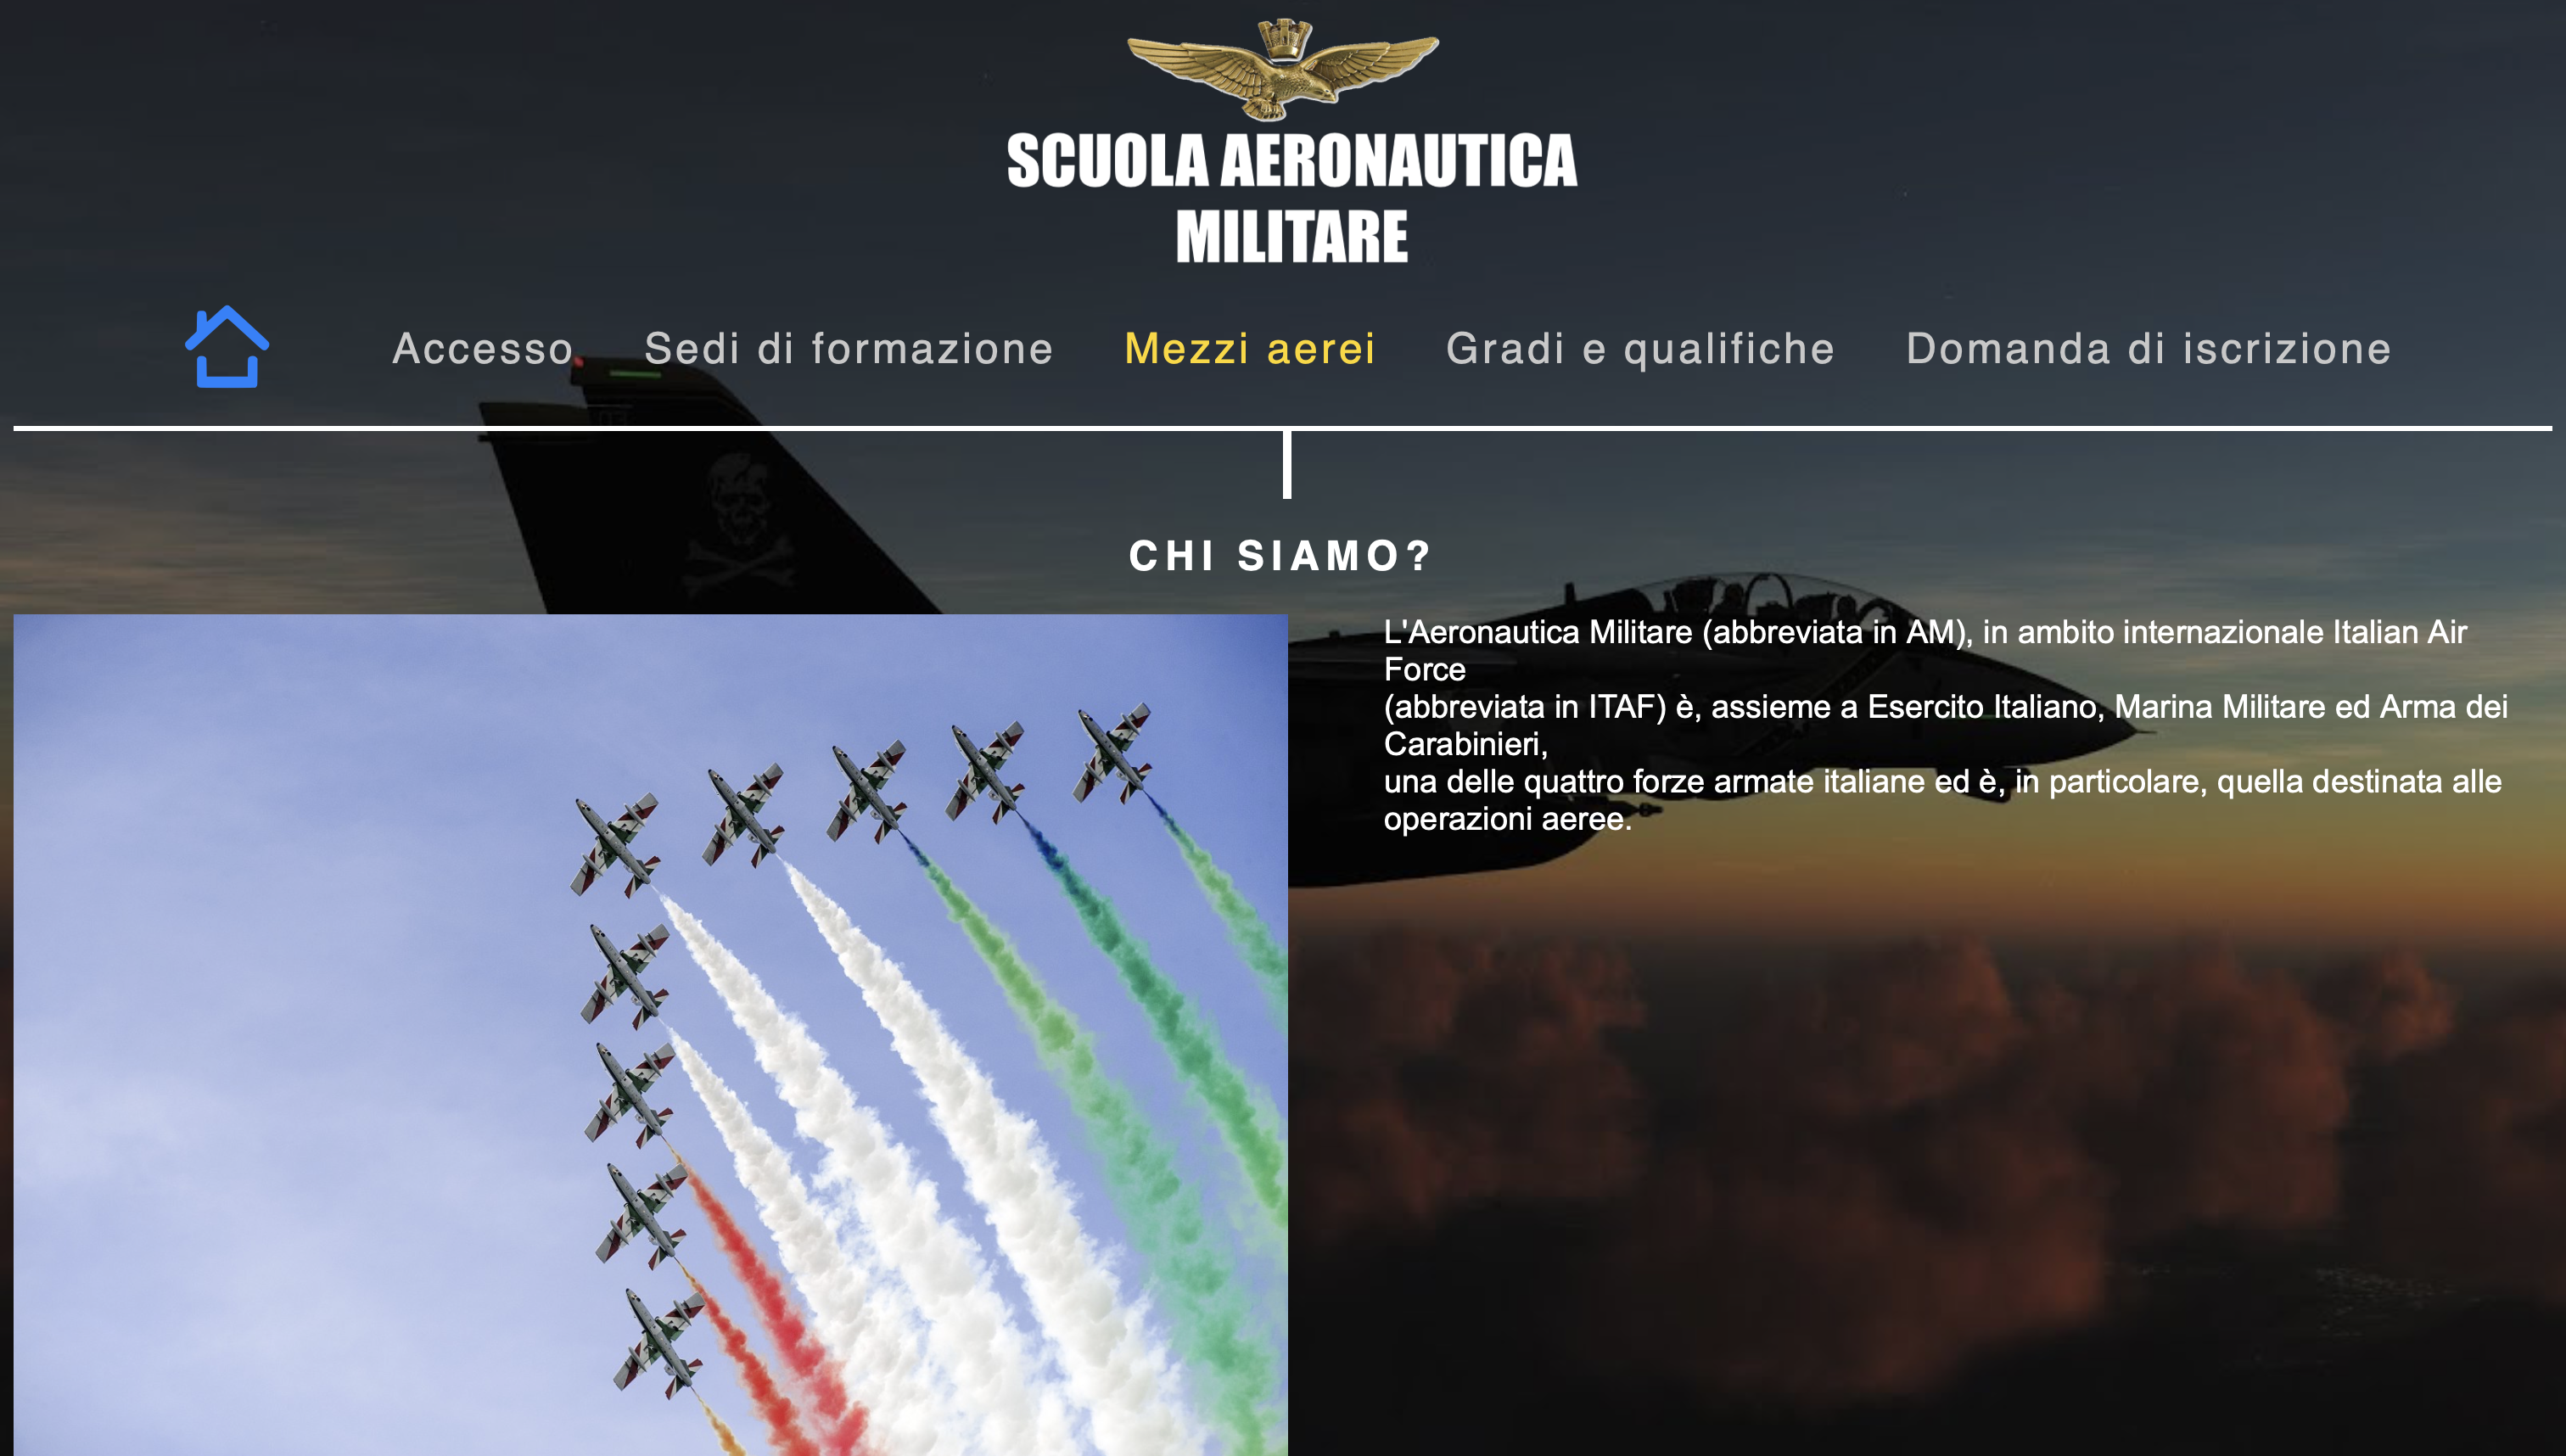 SCUOLA AERONAUTICA
MILITARE
Accesso Sedi di formazione Mezzi aerei Gradi e qualifiche Domanda di iscrizione
CHI SIAMO?
L'Aeronautica Militare (abbreviata in AM), in ambito internazionale Italian Air
Force
(abbreviata in ITAF) è, assieme a Esercito Italiano, Marina Militare ed Arma dei
Carabinieri,
una delle quattro forze armate italiane ed è, in particolare, quella destinata alle
operazioni aeree.